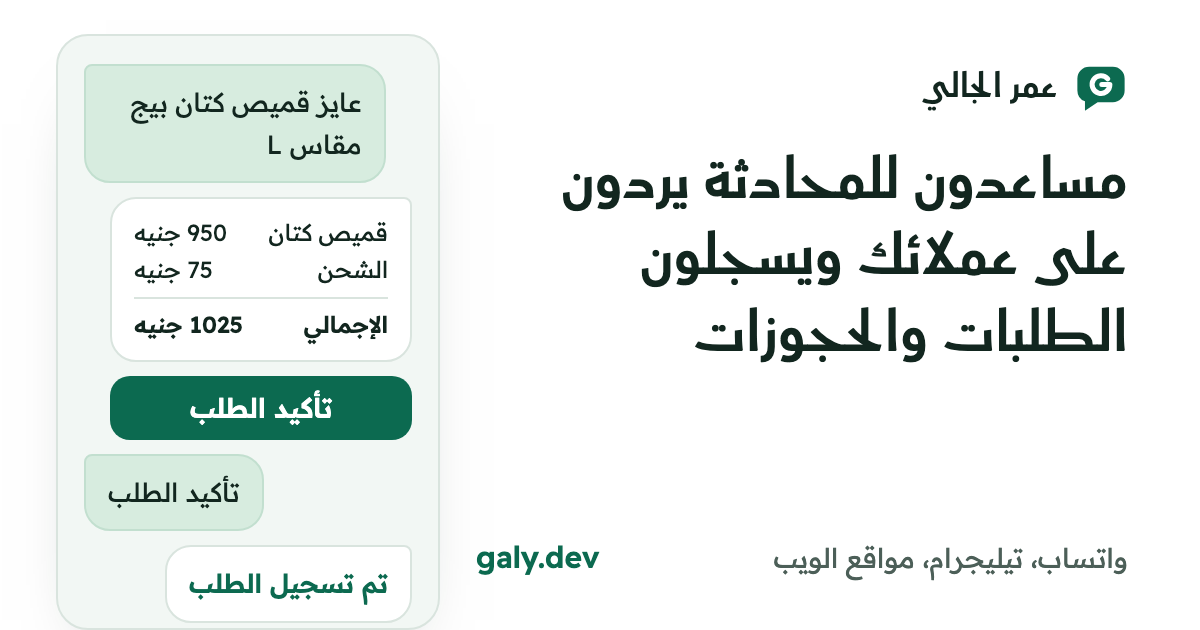 G
عمر الجالي
مساعدون للمحادثة يردون
على عملائك ويسجلون
الطلبات والحجوزات
واتساب، تيليجرام، مواقع الويب
galy.dev
عايز قميص كتان بيج
مقاس L
قميص كتان 950 جنيه
الشحن 75 جنيه
الإجمالي 1025 جنيه
تأكيد الطلب
تأكيد الطلب
تم تسجيل الطلب